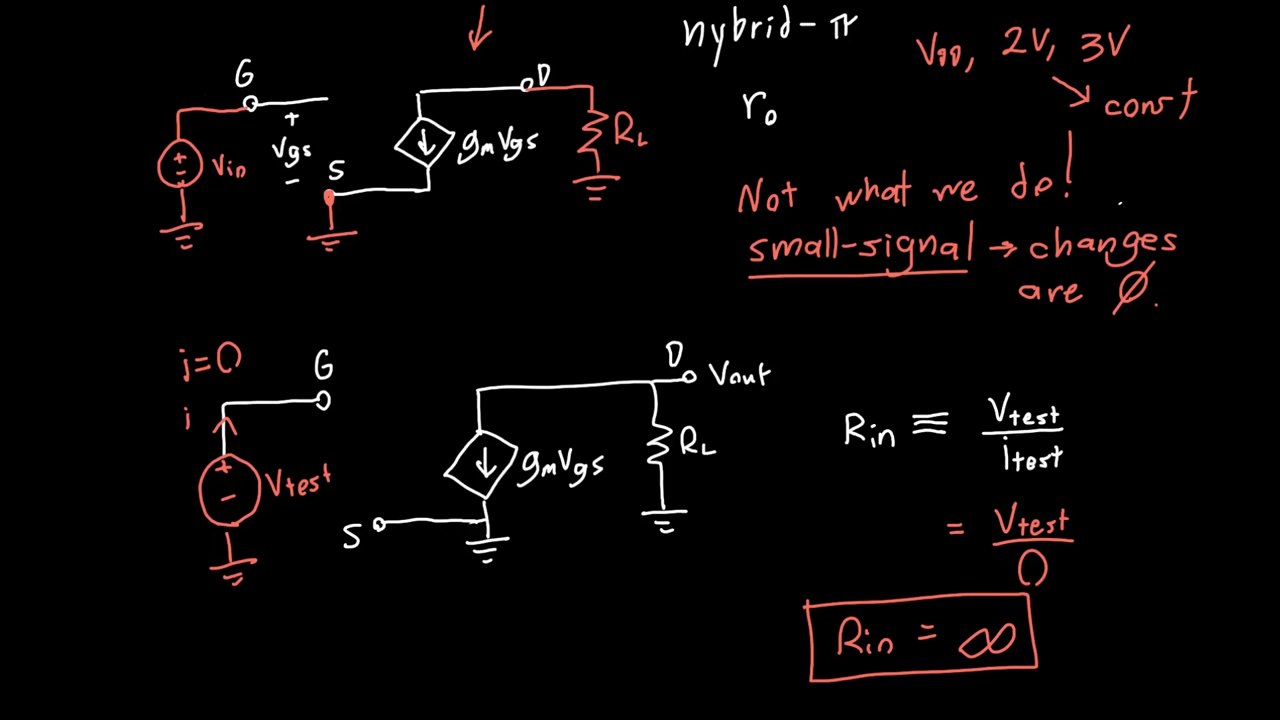 hybrid-π
V_DD, 2V, 3V
G
D
r₀
→ const
+
Vgs
−
gmVgs
RL
+
−
Vin
S
Not what we do!
small-signal → changes
are ∅.
i=0
G
D
Vout
i
Rin ≡ Vtest / itest
RL
+
−
Vtest
gmVgs
S
= Vtest / 0
Rin = ∞